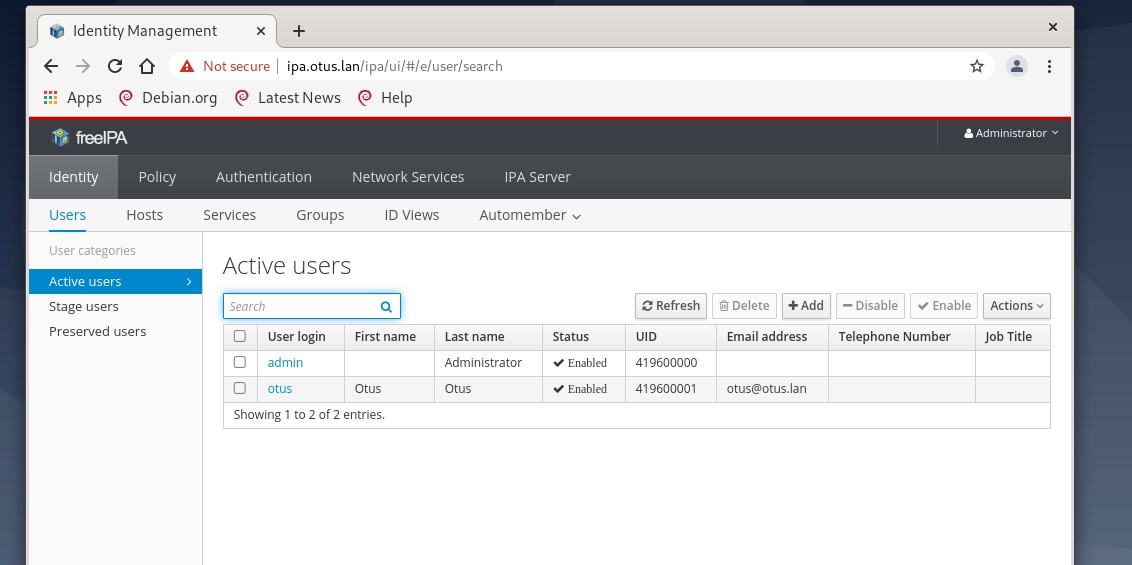 Identity Management
Not secure ipa.otus.lan/ipa/ui/#/e/user/search
Apps Debian.org Latest News Help
freeIPA Administrator
Identity Policy Authentication Network Services IPA Server
Users Hosts Services Groups ID Views Automember
User categories
Active users
Stage users
Preserved users
Active users
Search Refresh Delete Add Disable Enable Actions
User login First name Last name Status UID Email address Telephone Number Job Title
admin Administrator Enabled 419600000
otus Otus Otus Enabled 419600001 otus@otus.lan
Showing 1 to 2 of 2 entries.